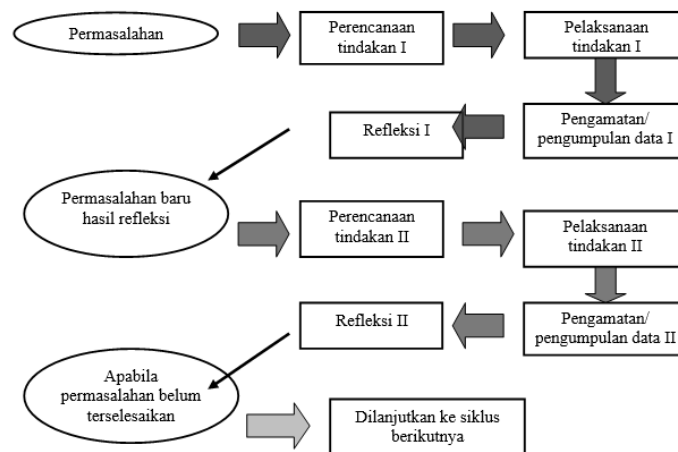 Permasalahan
Perencanaan
tindakan I
Pelaksanaan
tindakan I
Pengamatan/
pengumpulan data I
Refleksi I
Permasalahan baru
hasil refleksi
Perencanaan
tindakan II
Pelaksanaan
tindakan II
Pengamatan/
pengumpulan data II
Refleksi II
Apabila
permasalahan belum
terselesaikan
Dilanjutkan ke siklus
berikutnya